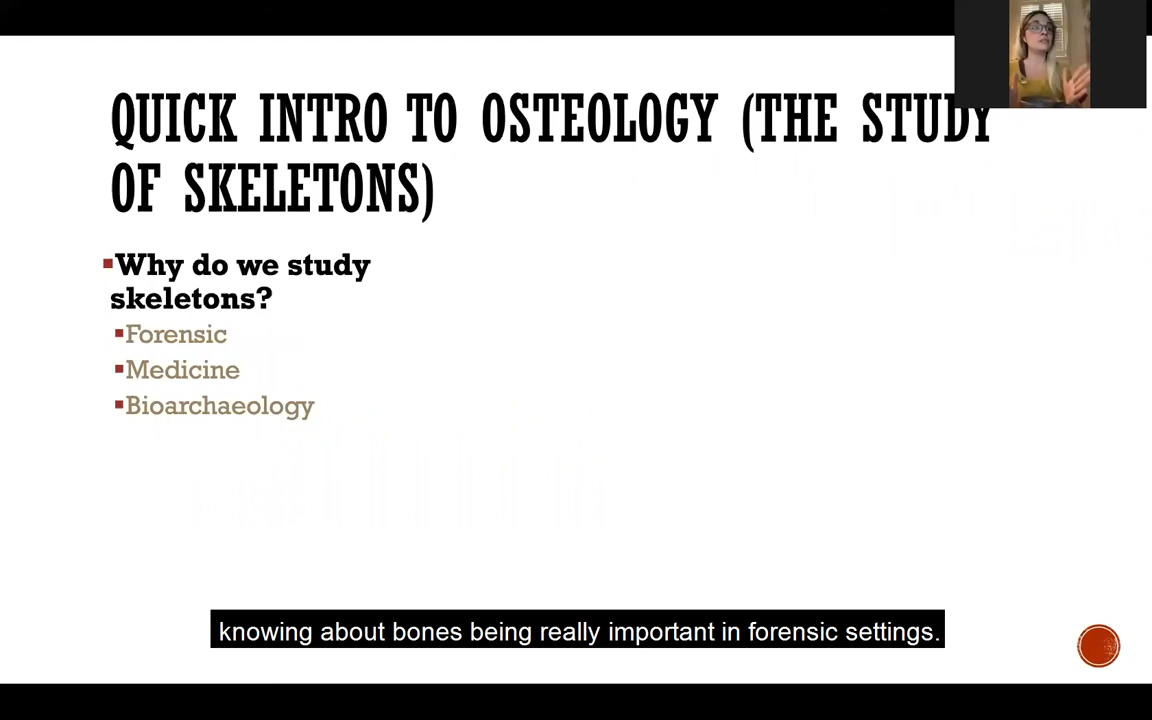 QUICK INTRO TO OSTEOLOGY (THE STUDY
OF SKELETONS)
Why do we study
skeletons?
Forensic
Medicine
Bioarchaeology
knowing about bones being really important in forensic settings.